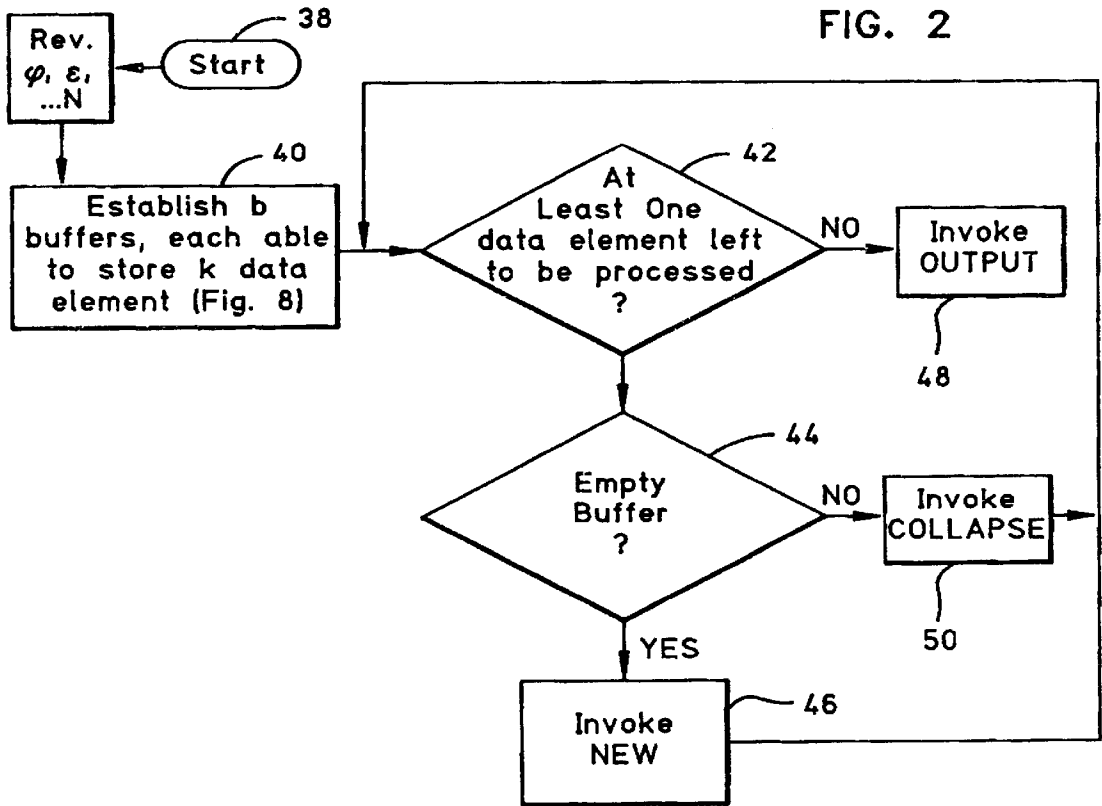 FIG. 2
38
Rev.
φ, ε,
...N
Start
40
Establish b
buffers, each able
to store k data
element (Fig. 8)
42
At
Least One
data element left
to be processed
?
NO
Invoke
OUTPUT
48
44
Empty
Buffer
?
NO
Invoke
COLLAPSE
50
YES
46
Invoke
NEW